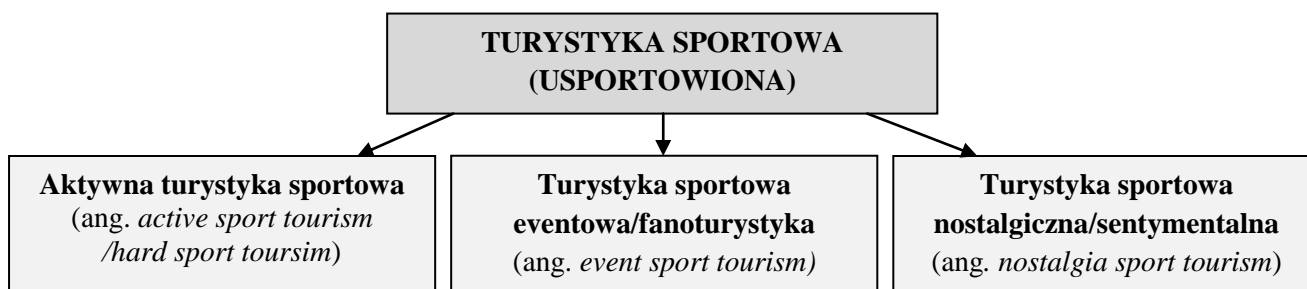 TURYSTYKA SPORTOWA
(USPORTOWIONA)
Aktywna turystyka sportowa
(ang. active sport tourism
/hard sport toursim)
Turystyka sportowa
eventowa/fanoturystyka
(ang. event sport tourism)
Turystyka sportowa
nostalgiczna/sentymentalna
(ang. nostalgia sport tourism)